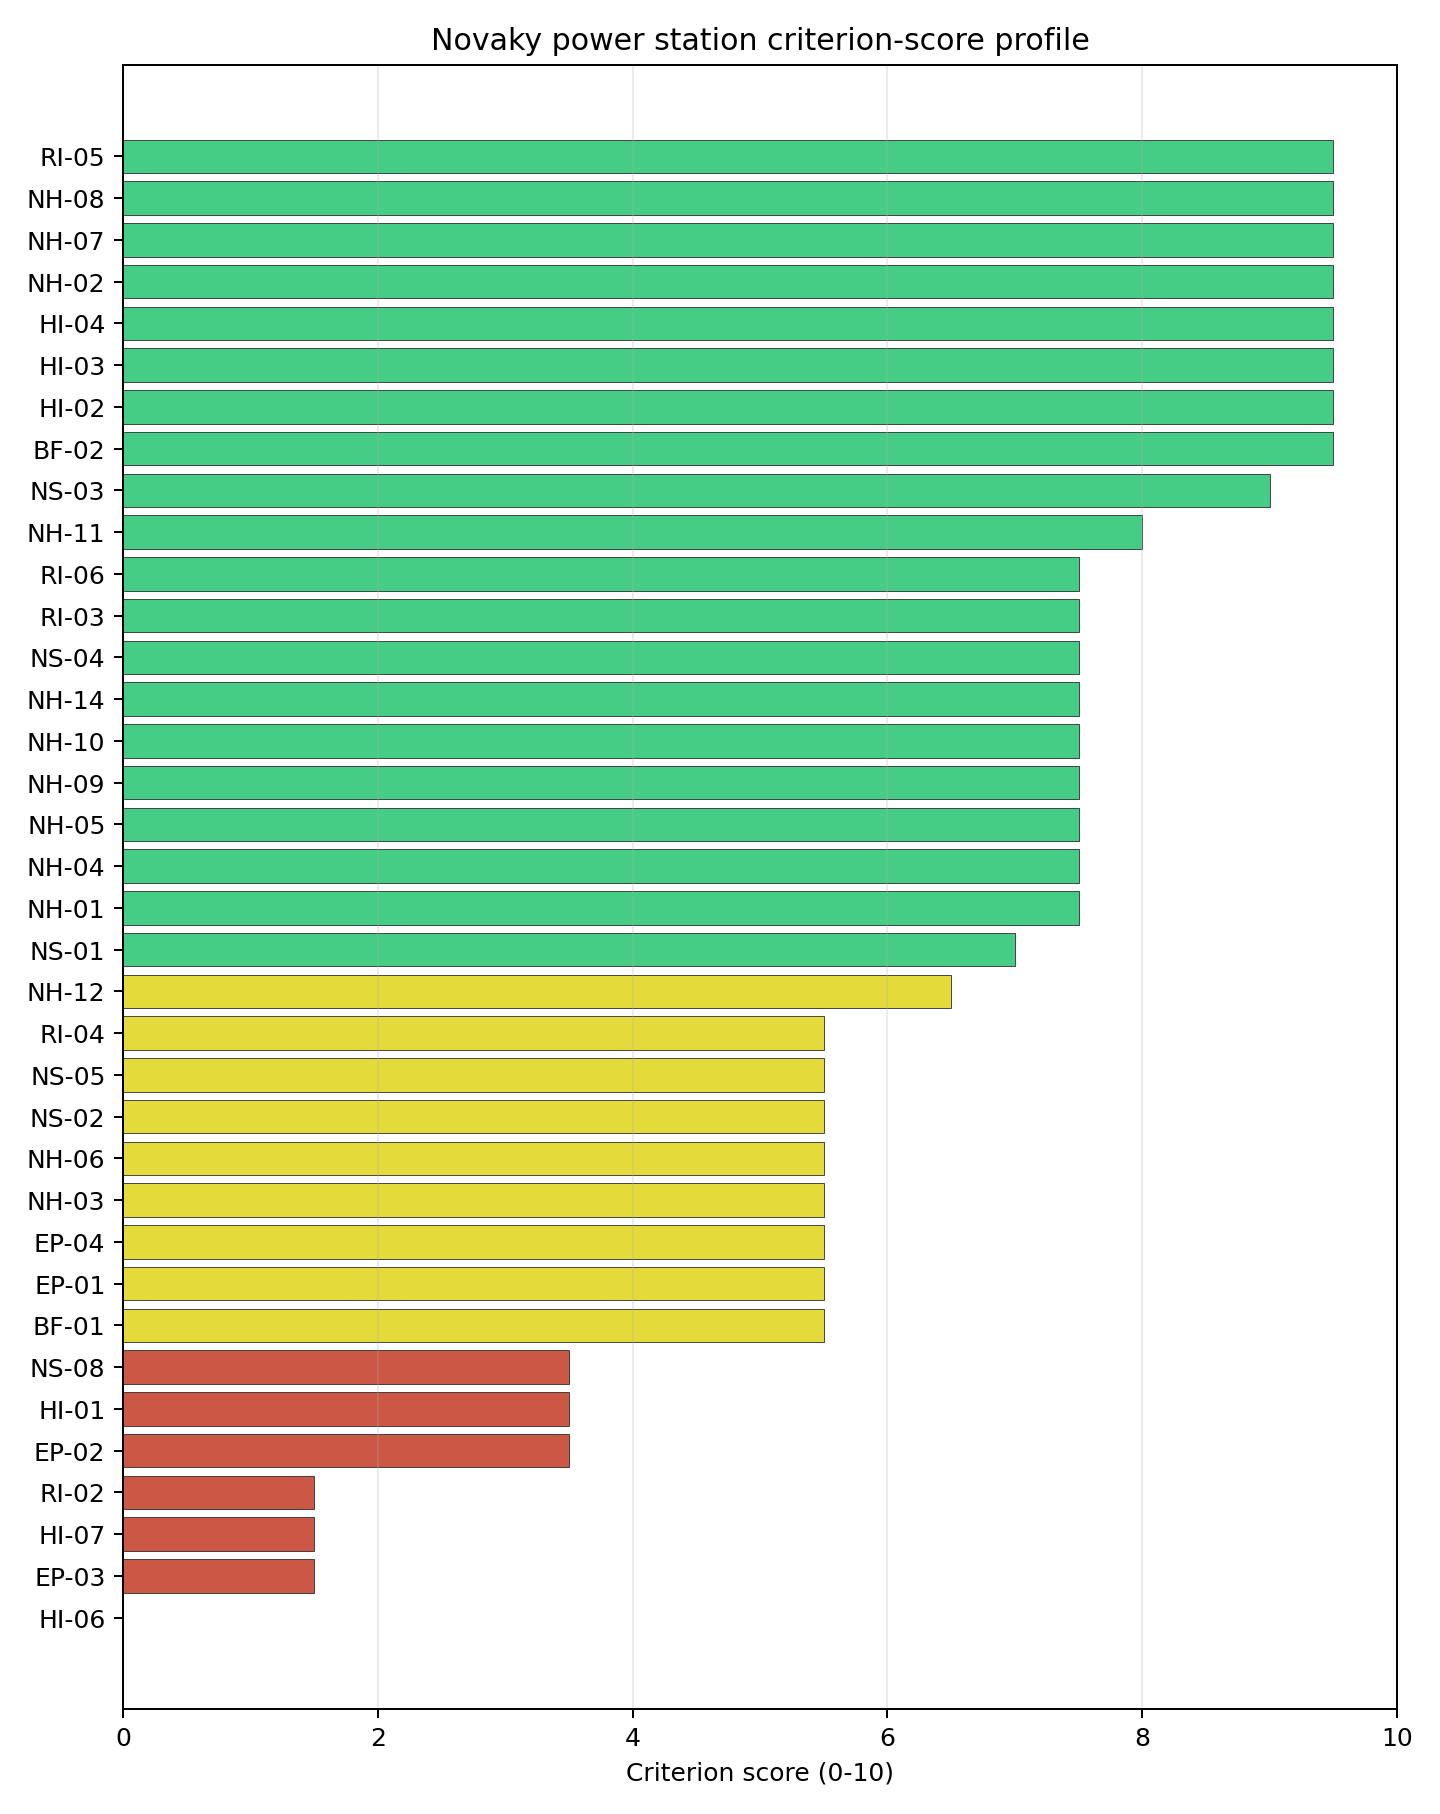 Novaky power station criterion-score profile
RI-05
NH-08
NH-07
NH-02
HI-04
HI-03
HI-02
BF-02
NS-03
NH-11
RI-06
RI-03
NS-04
NH-14
NH-10
NH-09
NH-05
NH-04
NH-01
NS-01
NH-12
RI-04
NS-05
NS-02
NH-06
NH-03
EP-04
EP-01
BF-01
NS-08
HI-01
EP-02
RI-02
HI-07
EP-03
HI-06
0 2 4 6 8 10
Criterion score (0-10)